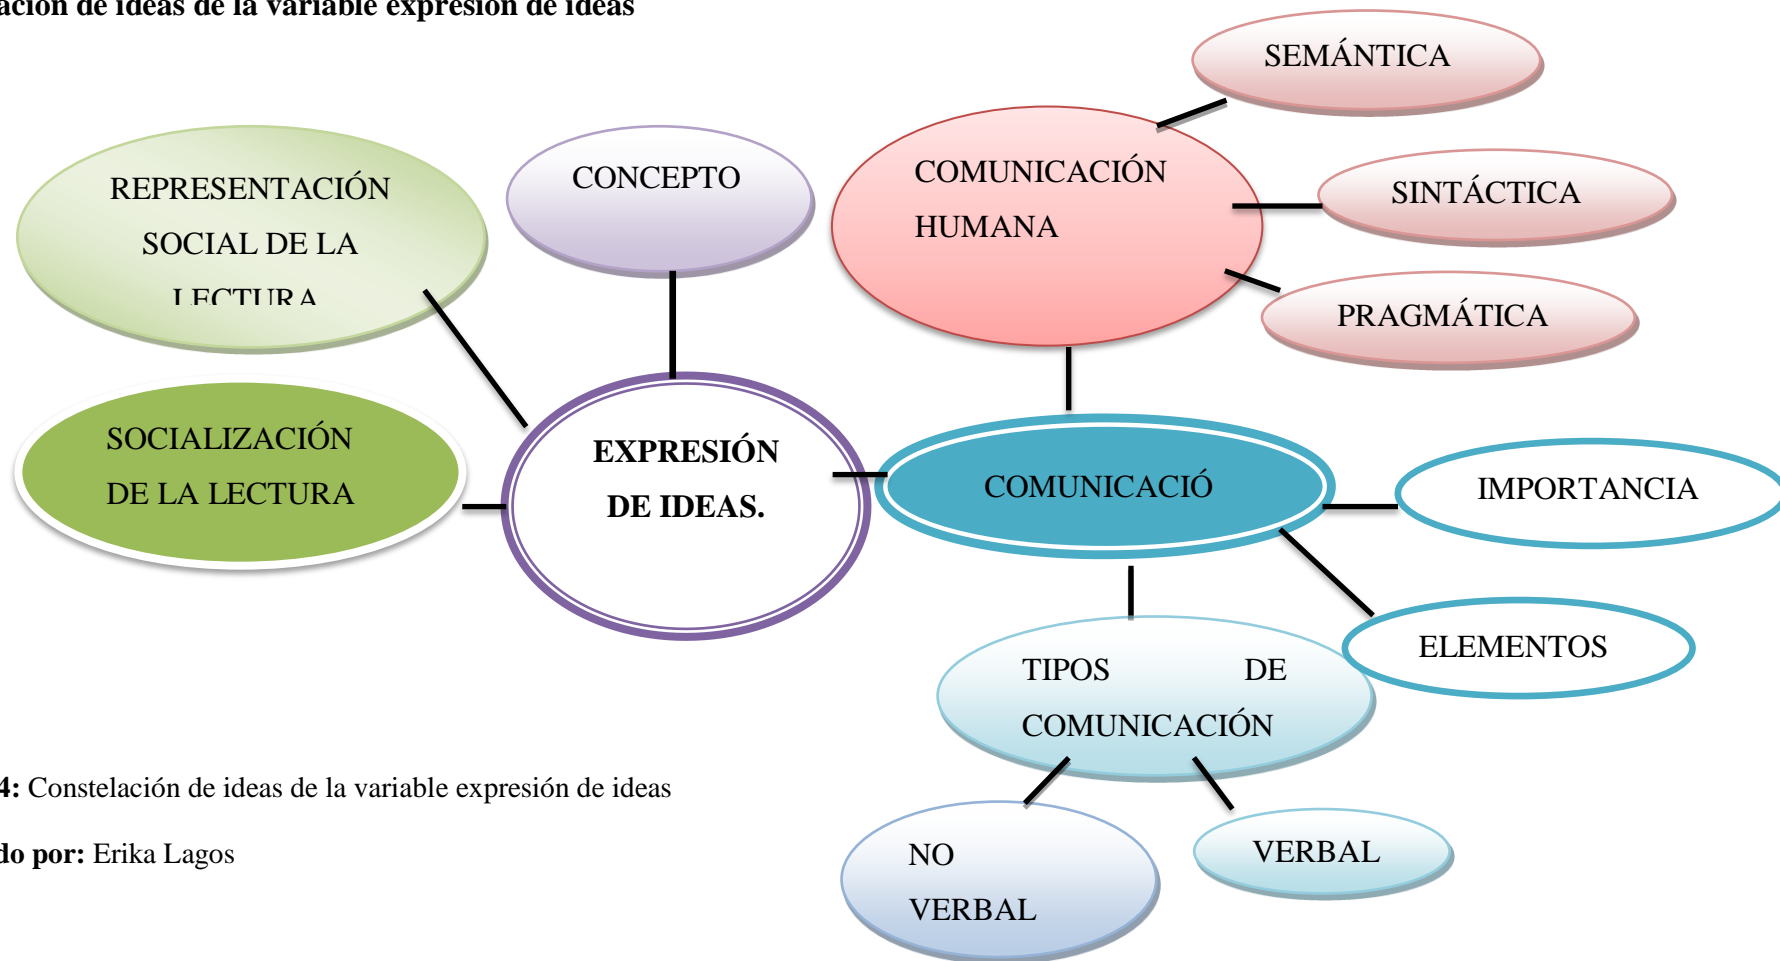 ación de ideas de la variable expresión de ideas
SEMÁNTICA
COMUNICACIÓN
HUMANA
SINTÁCTICA
PRAGMÁTICA
REPRESENTACIÓN
SOCIAL DE LA
LECTURA
CONCEPTO
SOCIALIZACIÓN
DE LA LECTURA
EXPRESIÓN
DE IDEAS.
COMUNICACIÓ
IMPORTANCIA
ELEMENTOS
TIPOS DE
COMUNICACIÓN
NO
VERBAL
VERBAL
4: Constelación de ideas de la variable expresión de ideas
do por: Erika Lagos